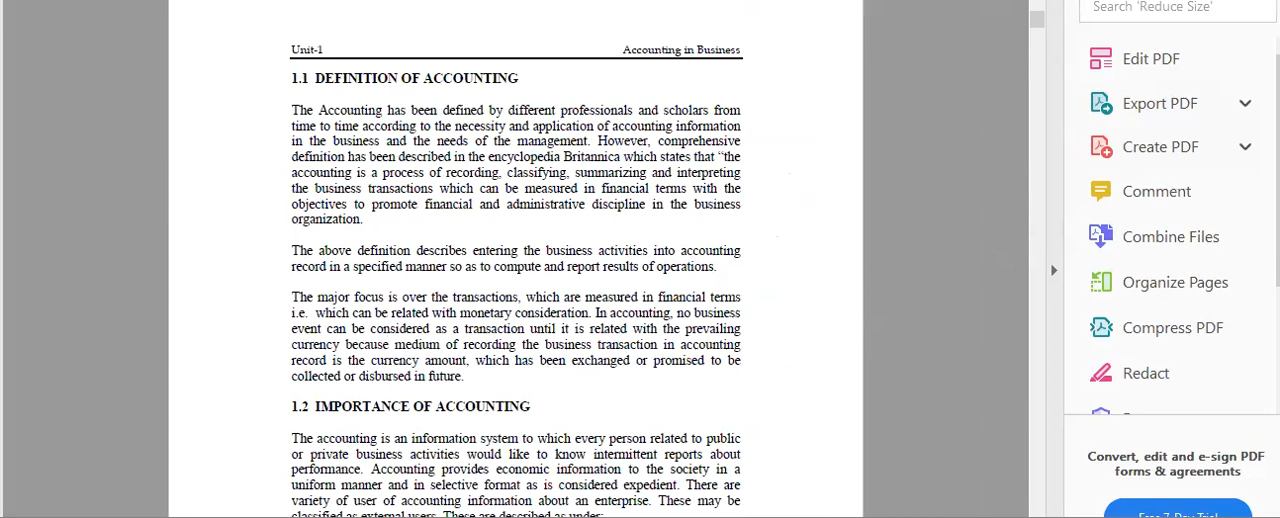 Unit-1 Accounting in Business
1.1 DEFINITION OF ACCOUNTING
The Accounting has been defined by different professionals and scholars from
time to time according to the necessity and application of accounting information
in the business and the needs of the management. However, comprehensive
definition has been described in the encyclopedia Britannica which states that “the
accounting is a process of recording, classifying, summarizing and interpreting
the business transactions which can be measured in financial terms with the
objectives to promote financial and administrative discipline in the business
organization.
The above definition describes entering the business activities into accounting
record in a specified manner so as to compute and report results of operations.
The major focus is over the transactions, which are measured in financial terms
i.e. which can be related with monetary consideration. In accounting, no business
event can be considered as a transaction until it is related with the prevailing
currency because medium of recording the business transaction in accounting
record is the currency amount, which has been exchanged or promised to be
collected or disbursed in future.
1.2 IMPORTANCE OF ACCOUNTING
The accounting is an information system to which every person related to public
or private business activities would like to know intermittent reports about
performance. Accounting provides economic information to the society in a
uniform manner and in selective format as is considered expedient. There are
variety of user of accounting information about an enterprise. These may be
classified as external users. These are described as under:
Search 'Reduce Size'
Edit PDF
Export PDF
Create PDF
Comment
Combine Files
Organize Pages
Compress PDF
Redact
Convert, edit and e-sign PDF
forms & agreements
Free 7-Day Trial